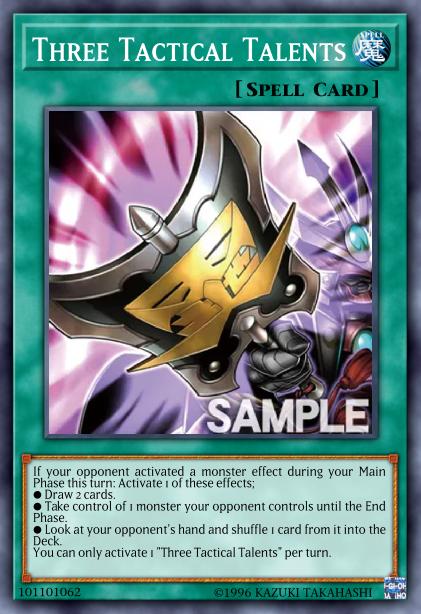 THREE TACTICAL TALENTS
SPELL
魔
[SPELL CARD]
SAMPLE
If your opponent activated a monster effect during your Main
Phase this turn: Activate 1 of these effects;
● Draw 2 cards.
● Take control of 1 monster your opponent controls until the End
Phase.
● Look at your opponent's hand and shuffle 1 card from it into the
Deck.
You can only activate 1 "Three Tactical Talents" per turn.
101101062
©1996 KAZUKI TAKAHASHI